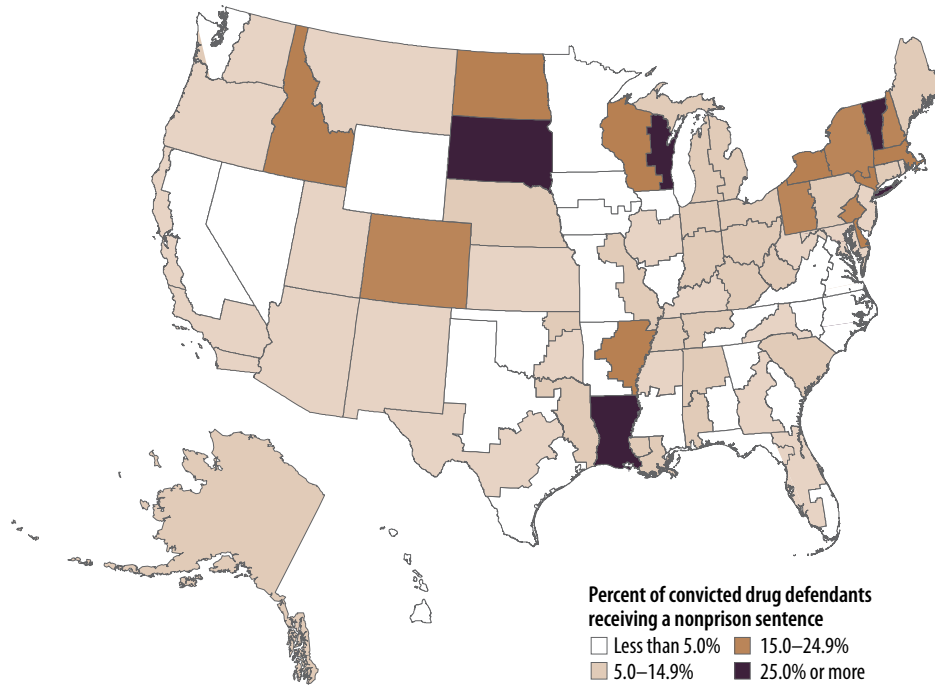 Percent of convicted drug defendants
receiving a nonprison sentence
Less than 5.0% 15.0–24.9%
5.0–14.9% 25.0% or more